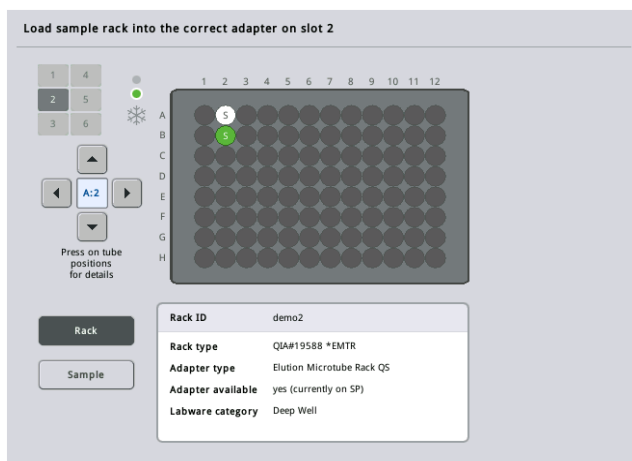 Load sample rack into the correct adapter on slot 2
1 4
2 5
3 6
1 2 3 4 5 6 7 8 9 10 11 12
A S
B S
C
D
E
F
G
H
A:2
Press on tube
positions
for details
Rack
Sample
Rack ID demo2
Rack type QIA#19588 *EMTR
Adapter type Elution Microtube Rack QS
Adapter available yes (currently on SP)
Labware category Deep Well